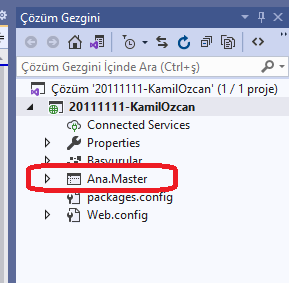 Çözüm Gezgini
Çözüm Gezgini İçinde Ara (Ctrl+ş)
Çözüm '20111111-KamilOzcan' (1 / 1 proje)
20111111-KamilOzcan
Connected Services
Properties
Başvurular
Ana.Master
packages.config
Web.config